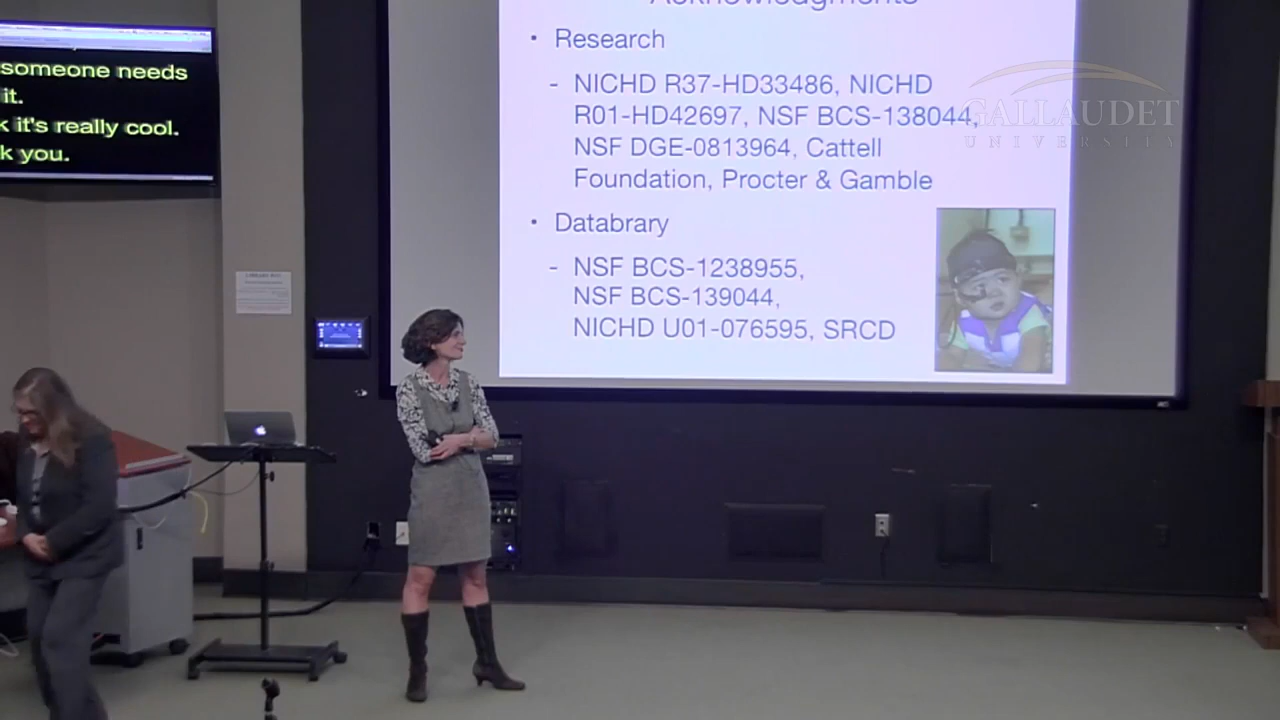 someone needs
it.
k it's really cool.
k you.
Acknowledgments
• Research
- NICHD R37-HD33486, NICHD
R01-HD42697, NSF BCS-138044,
NSF DGE-0813964, Cattell
Foundation, Procter & Gamble
• Databrary
- NSF BCS-1238955,
NSF BCS-139044,
NICHD U01-076595, SRCD
GALLAUDET
UNIVERSITY